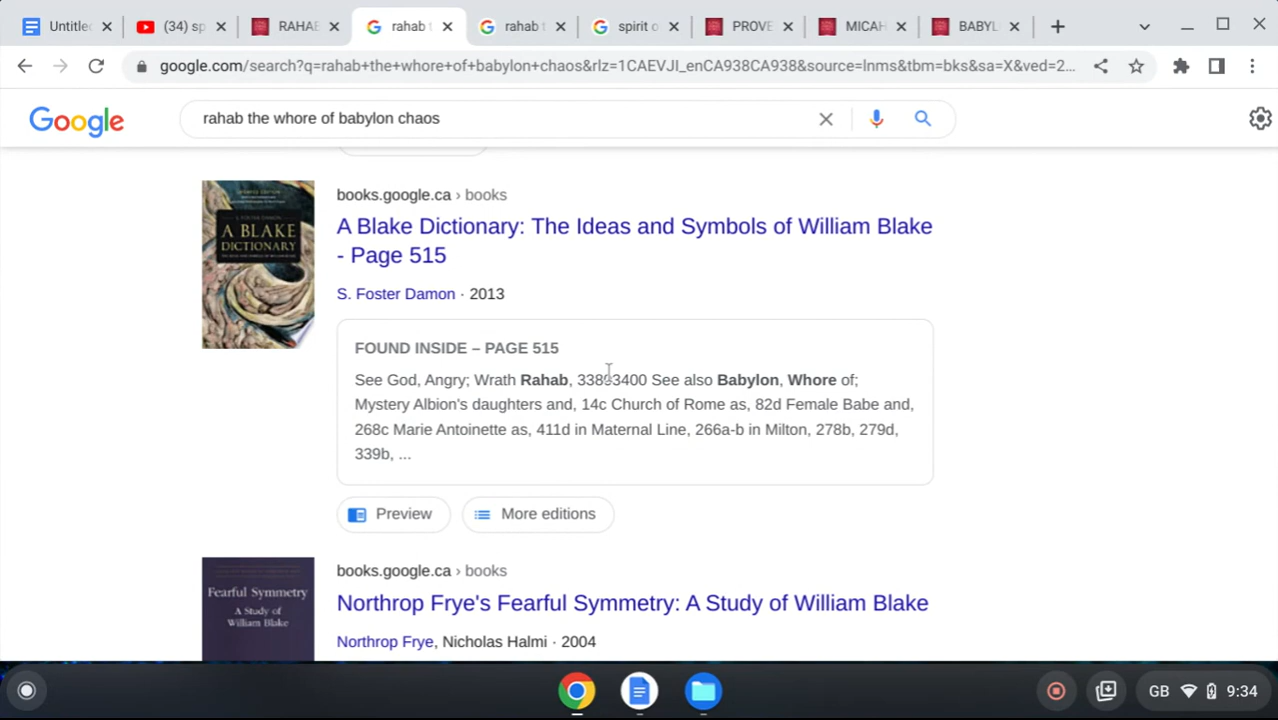 Untitle
(34) sp
RAHAB
rahab t
rahab t
spirit o
PROVE
MICAH
BABYL
google.com/search?q=rahab+the+whore+of+babylon+chaos&rlz=1CAEVJI_enCA938CA938&source=lnms&tbm=bks&sa=X&ved=2...
Google
rahab the whore of babylon chaos
books.google.ca › books
A Blake Dictionary: The Ideas and Symbols of William Blake
- Page 515
S. Foster Damon · 2013
A BLAKE
DICTIONARY
FOUND INSIDE – PAGE 515
See God, Angry; Wrath Rahab, 33893400 See also Babylon, Whore of;
Mystery Albion's daughters and, 14c Church of Rome as, 82d Female Babe and,
268c Marie Antoinette as, 411d in Maternal Line, 266a-b in Milton, 278b, 279d,
339b, ...
Preview
More editions
books.google.ca › books
Fearful Symmetry
A Study of
William Blake
Northrop Frye's Fearful Symmetry: A Study of William Blake
Northrop Frye, Nicholas Halmi · 2004
GB
9:34